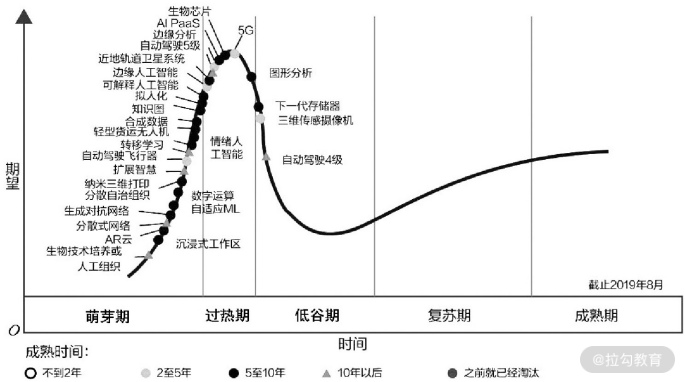 生物芯片
AI PaaS
5G
边缘分析
自动驾驶5级
近地轨道卫星系统
边缘人工智能
可解释人工智能
拟人化
知识图
合成数据
轻型货运无人机
转移学习
自动驾驶飞行器
扩展智慧
纳米三维打印
分散自治组织
生成对抗网络
分散式网络
AR云
生物技术培养或
人工组织
图形分析
下一代存储器
三维传感摄像机
情绪人
工智能
自动驾驶4级
数字运算
自适应ML
沉浸式工作区
期望
截止2019年8月
萌芽期
过热期
低谷期
复苏期
成熟期
O
时间
成熟时间：
不到2年
2至5年
5至10年
10年以后
之前就已经淘汰
@拉勾教育